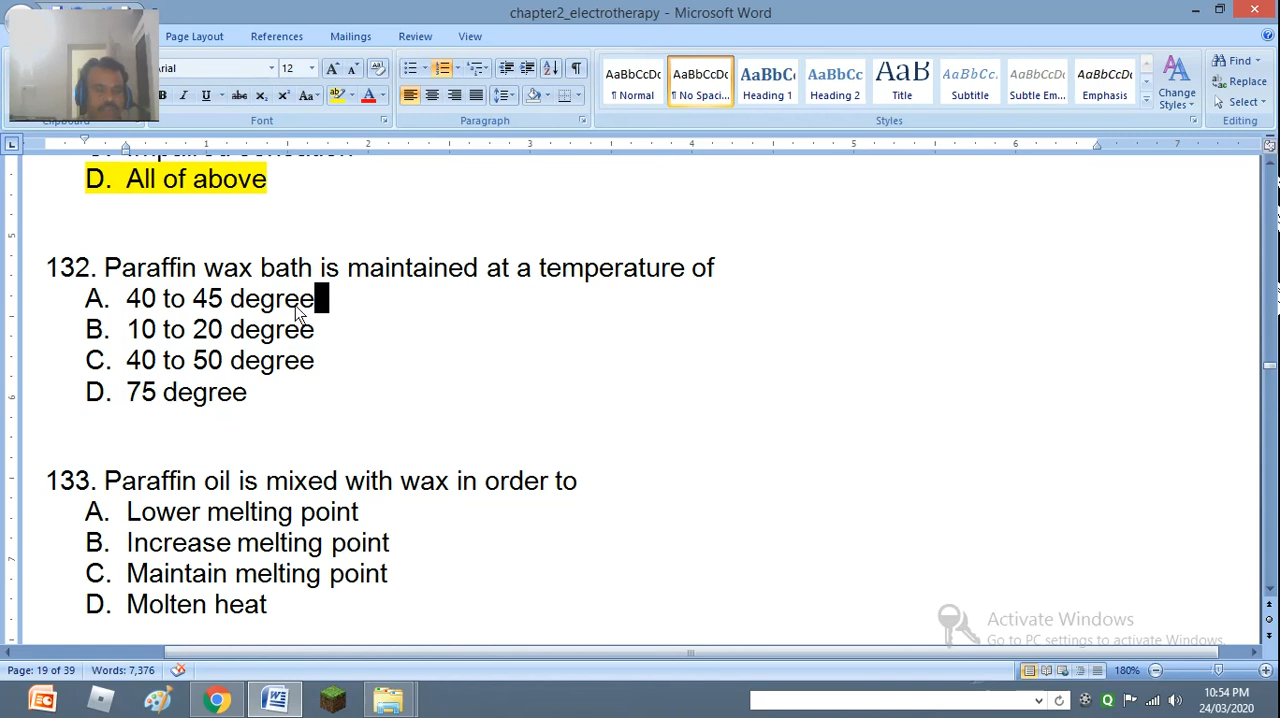 chapter2_electrotherapy - Microsoft Word
Page Layout References Mailings Review View
Arial 12
Font Paragraph Styles Editing
AaBbCcDc AaBbCcDc AaBbC AaBbCc AaB AaBbCc. AaBbCcDc AaBbCcDc
¶ Normal ¶ No Spaci... Heading 1 Heading 2 Title Subtitle Subtle Em... Emphasis
Change Styles
Find
Replace
Select
D. All of above
132. Paraffin wax bath is maintained at a temperature of
A. 40 to 45 degree
B. 10 to 20 degree
C. 40 to 50 degree
D. 75 degree
133. Paraffin oil is mixed with wax in order to
A. Lower melting point
B. Increase melting point
C. Maintain melting point
D. Molten heat
Activate Windows
Go to PC settings to activate Windows.
Page: 19 of 39 Words: 7,376 180%
10:54 PM
24/03/2020